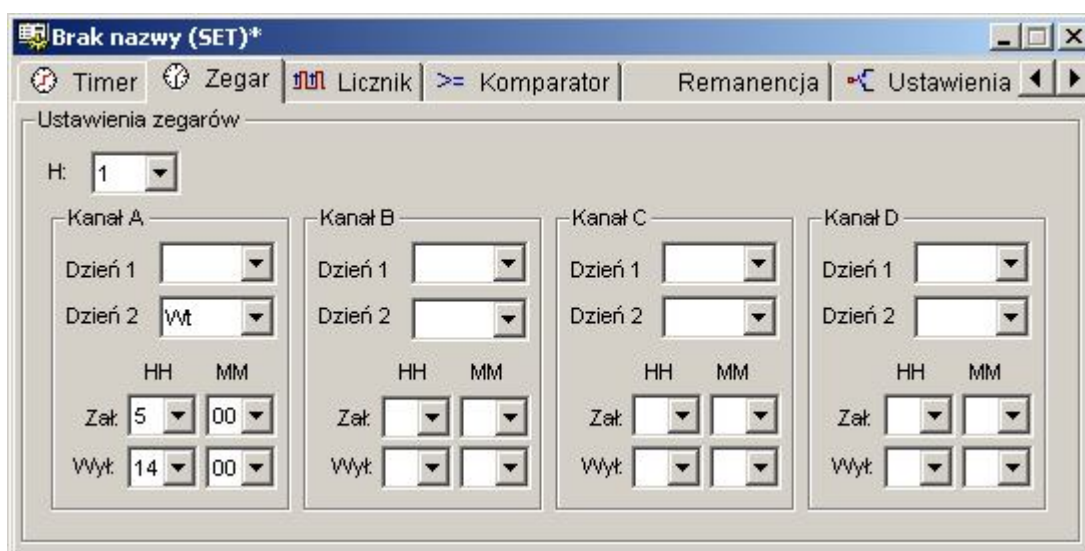 Brak nazwy (SET)*
Timer Zegar Licznik >= Komparator Remanencja Ustawienia
Ustawienia zegarów
H: 1
Kanał A Kanał B Kanał C Kanał D
Dzień 1 Dzień 1 Dzień 1 Dzień 1
Dzień 2 Wt Dzień 2 Dzień 2 Dzień 2
HH MM HH MM HH MM HH MM
Zał: 5 00 Zał: Zał: Zał:
Wył: 14 00 Wył: Wył: Wył: